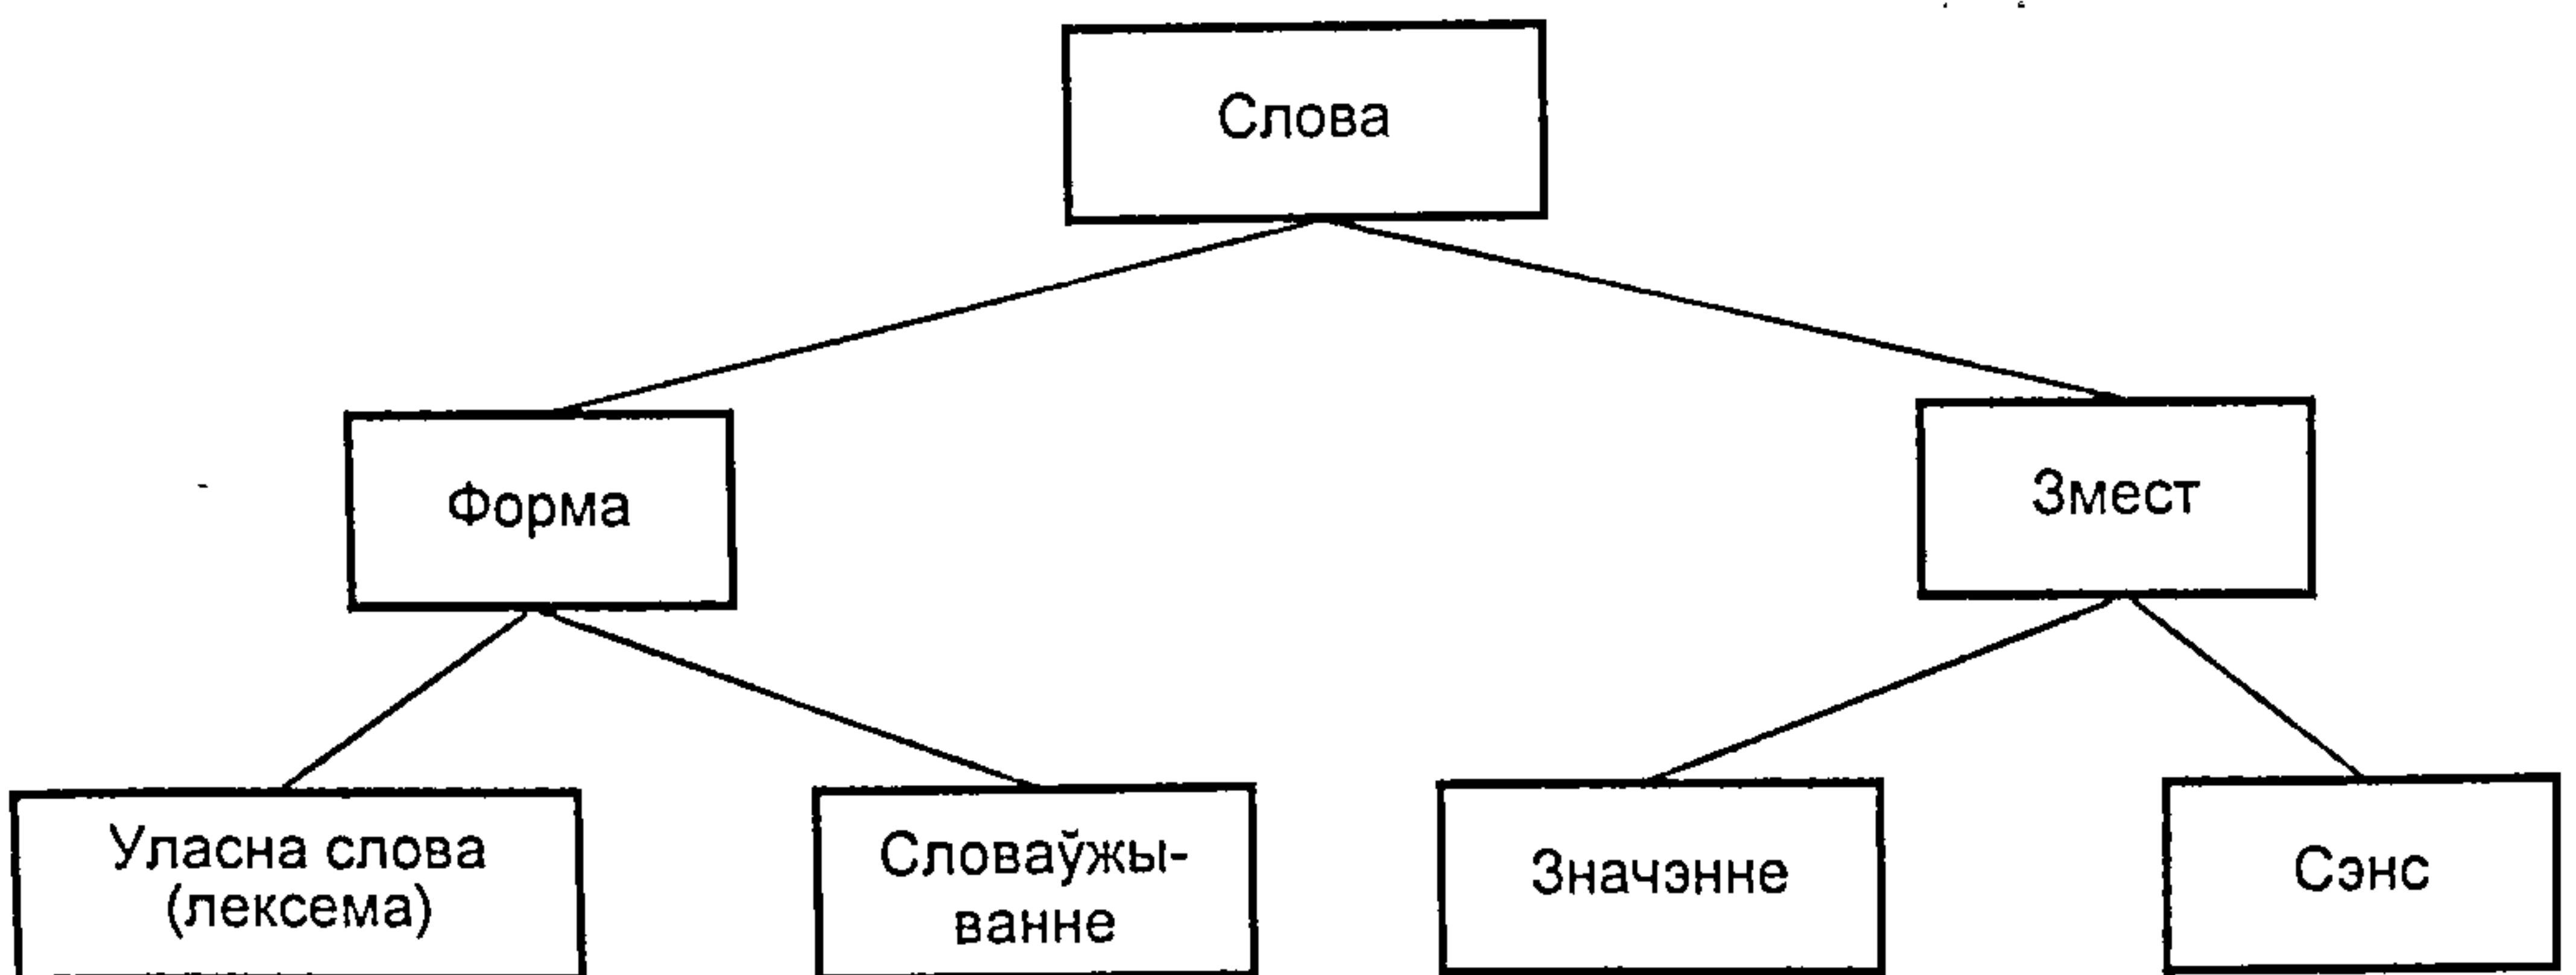 Слова
Форма
Змест
Уласна слова
(лексема)
Словаўжы-
ванне
Значэнне
Сэнс